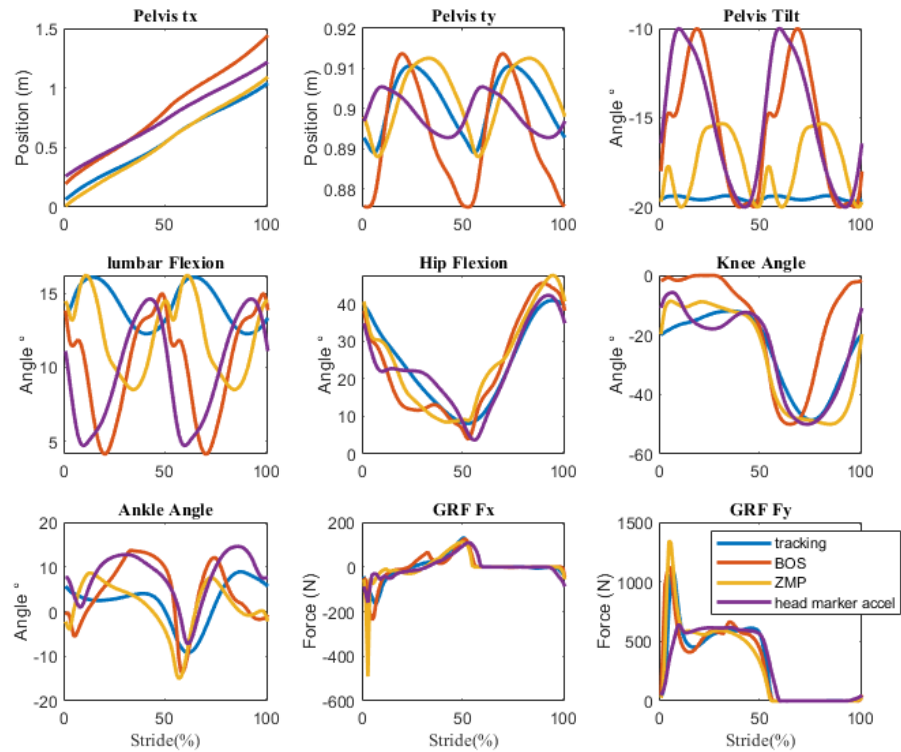 Pelvis tx
Pelvis ty
Pelvis Tilt
Position (m)
1.5
1
0.5
0
0
50
100
Position (m)
0.92
0.91
0.9
0.89
0.88
0
50
100
Angle °
-10
-15
-20
0
50
100
lumbar Flexion
Hip Flexion
Knee Angle
Angle °
15
10
5
0
50
100
Angle °
40
30
20
10
0
0
50
100
Angle °
0
-20
-40
-60
0
50
100
Ankle Angle
GRF Fx
GRF Fy
Angle °
20
10
0
-10
-20
0
50
100
Stride(%)
Force (N)
200
0
-200
-400
-600
0
50
100
Stride(%)
Force (N)
1500
1000
500
0
0
50
100
Stride(%)
tracking
BOS
ZMP
head marker accel